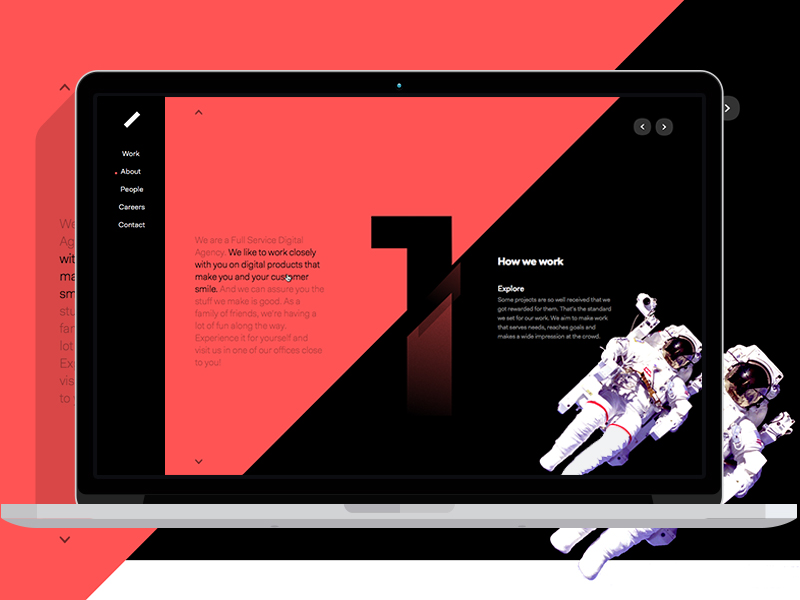 Work
About
People
Careers
Contact
We are a Full Service Digital
Agency. We like to work closely
with you on digital products that
make you and your customer
smile. And we can assure you the
stuff we make is good. As a
family of friends, we're having a
lot of fun along the way.
Experience it for yourself and
visit us in one of our offices close
to you!
1
How we work
Explore
Some projects are so well received that we
got rewarded for them. That's the standard
we set for our work. We aim to make work
that serves needs, reaches goals and
makes a wide impression at the crowd.
We
Ag
wit
ma
sm
stu
far
lot
Ex
vis
to